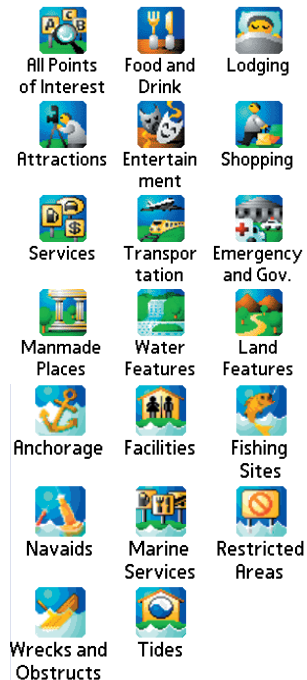 A B C
All Points Food and Lodging
of Interest Drink
Attractions Entertain Shopping
ment
$
Services Transpor Emergency
tation and Gov.
Manmade Water Land
Places Features Features
Anchorage Facilities Fishing
Sites
Navaids Marine Restricted
Services Areas
Wrecks and Tides
Obstructs